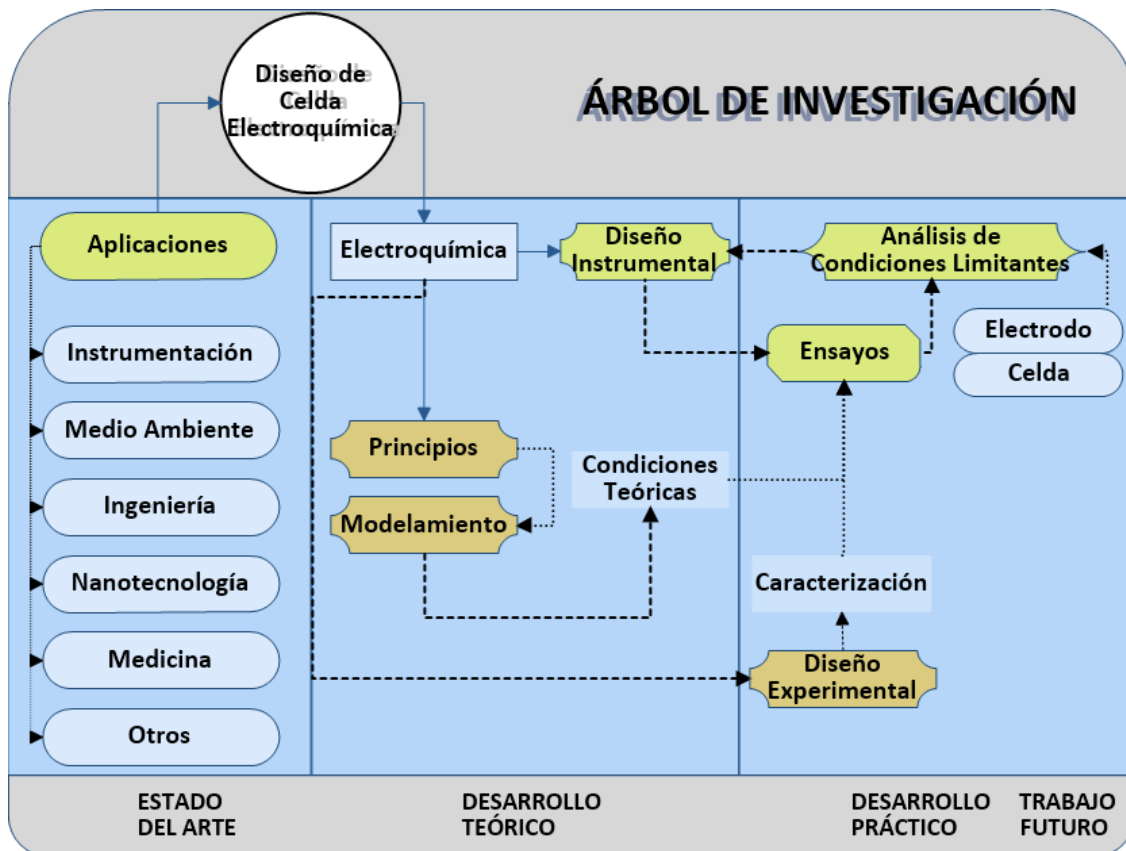 Diseño de
Celda
Electroquímica
ÁRBOL DE INVESTIGACIÓN
Aplicaciones
Instrumentación
Medio Ambiente
Ingeniería
Nanotecnología
Medicina
Otros
Electroquímica
Diseño
Instrumental
Principios
Modelamiento
Condiciones
Teóricas
Análisis de
Condiciones Limitantes
Electrodo
Celda
Ensayos
Caracterización
Diseño
Experimental
ESTADO
DEL ARTE
DESARROLLO
TEÓRICO
DESARROLLO
PRÁCTICO
TRABAJO
FUTURO